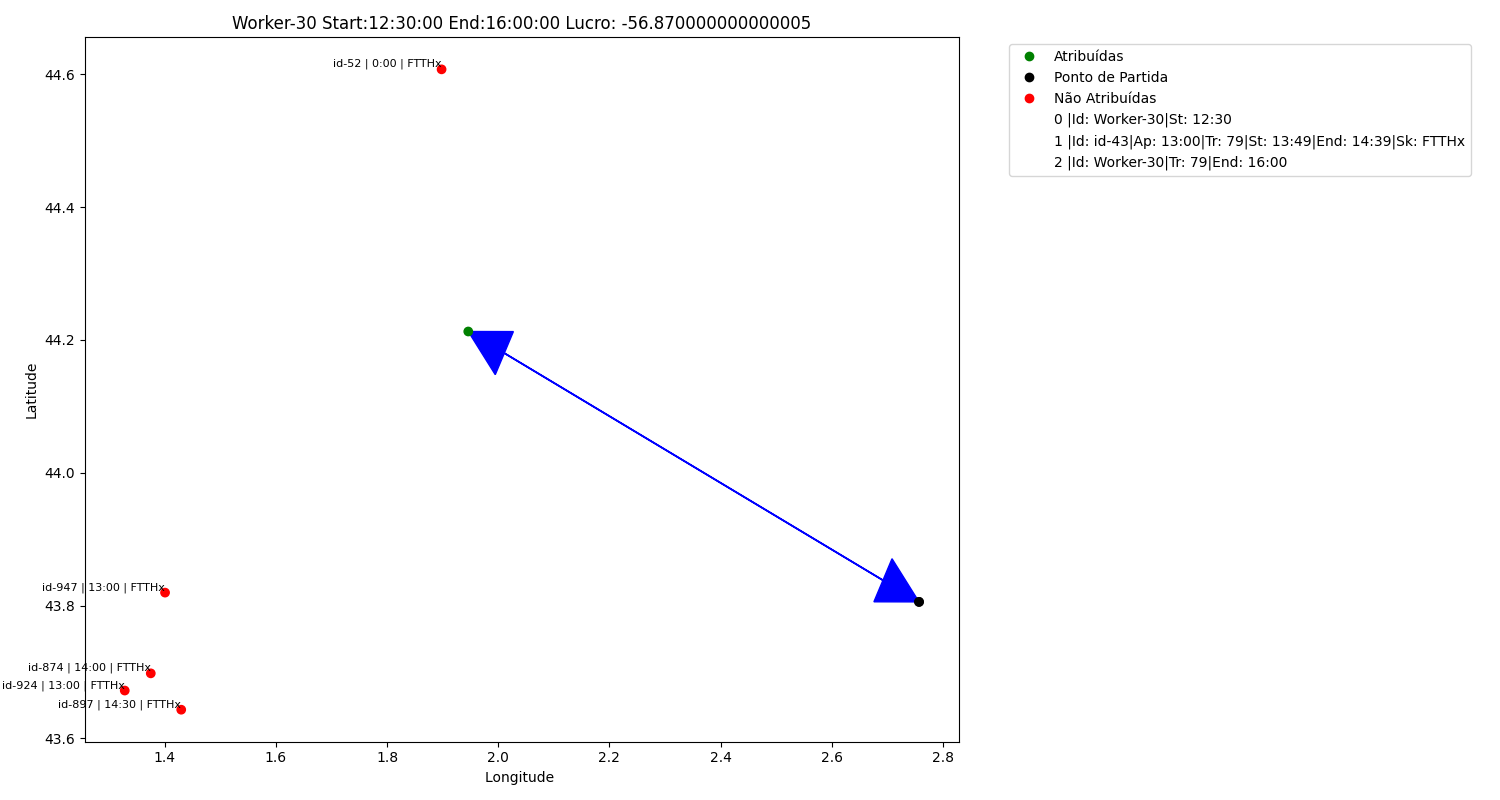 Worker-30 Start:12:30:00 End:16:00:00 Lucro: -56.870000000000005
Atribuídas
Ponto de Partida
Não Atribuídas
0 |Id: Worker-30|St: 12:30
1 |Id: id-43|Ap: 13:00|Tr: 79|St: 13:49|End: 14:39|Sk: FTTHx
2 |Id: Worker-30|Tr: 79|End: 16:00
id-52 | 0:00 | FTTHx
id-947 | 13:00 | FTTHx
id-874 | 14:00 | FTTHx
id-924 | 13:00 | FTTHx
id-897 | 14:30 | FTTHx
44.6
44.4
44.2
44.0
43.8
43.6
Latitude
1.4 1.6 1.8 2.0 2.2 2.4 2.6 2.8
Longitude